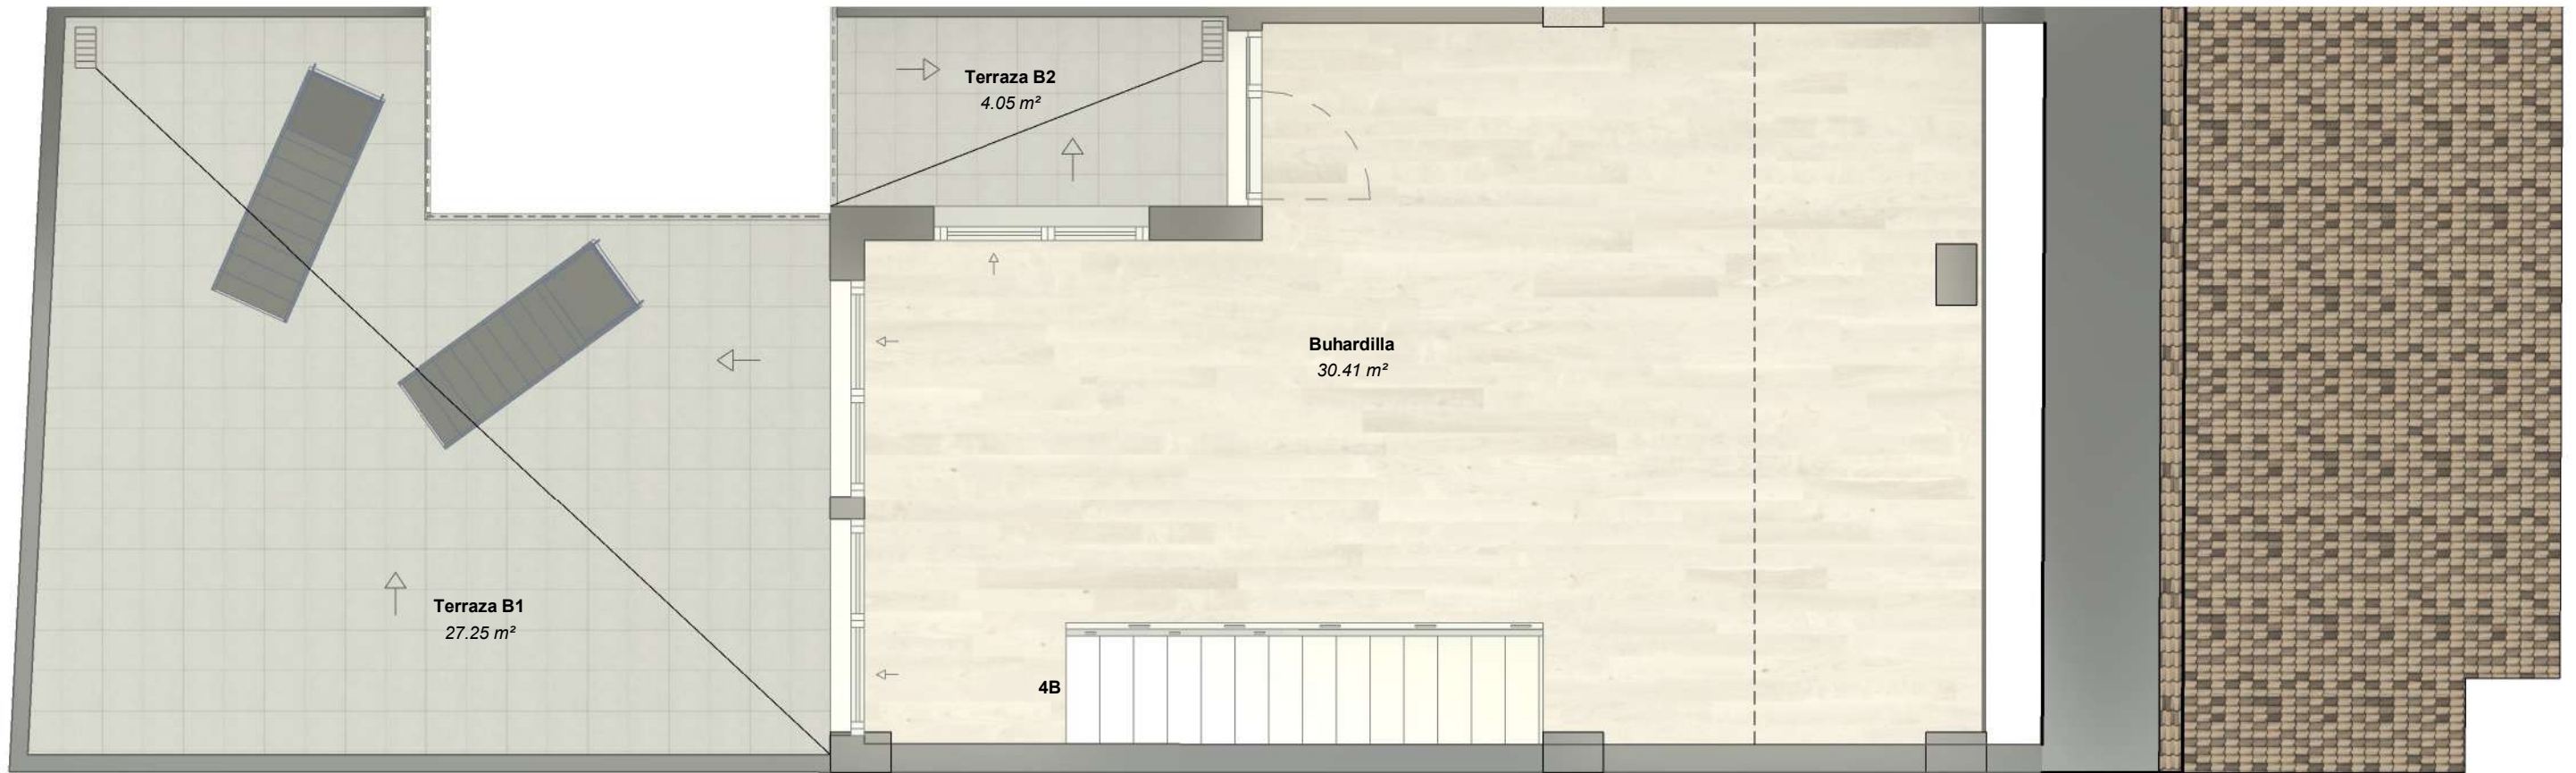 Terraza B2
4.05 m²
Buhardilla
30.41 m²
Terraza B1
27.25 m²
4B